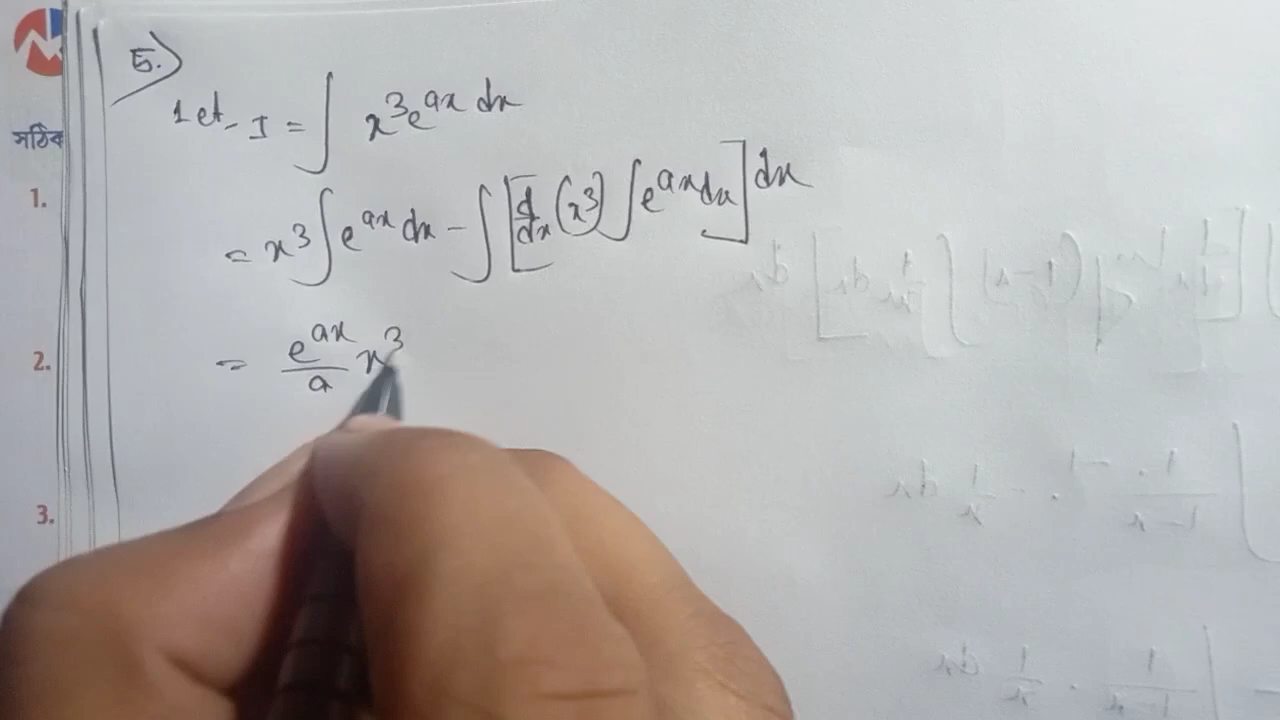 5.)
Let I = ∫ x³e^{ax} dx
= x³ ∫ e^{ax} dx - ∫ [d/dx (x³) ∫ e^{ax} dx] dx
= e^{ax}/a x³
সঠিক
1.
2.
3.